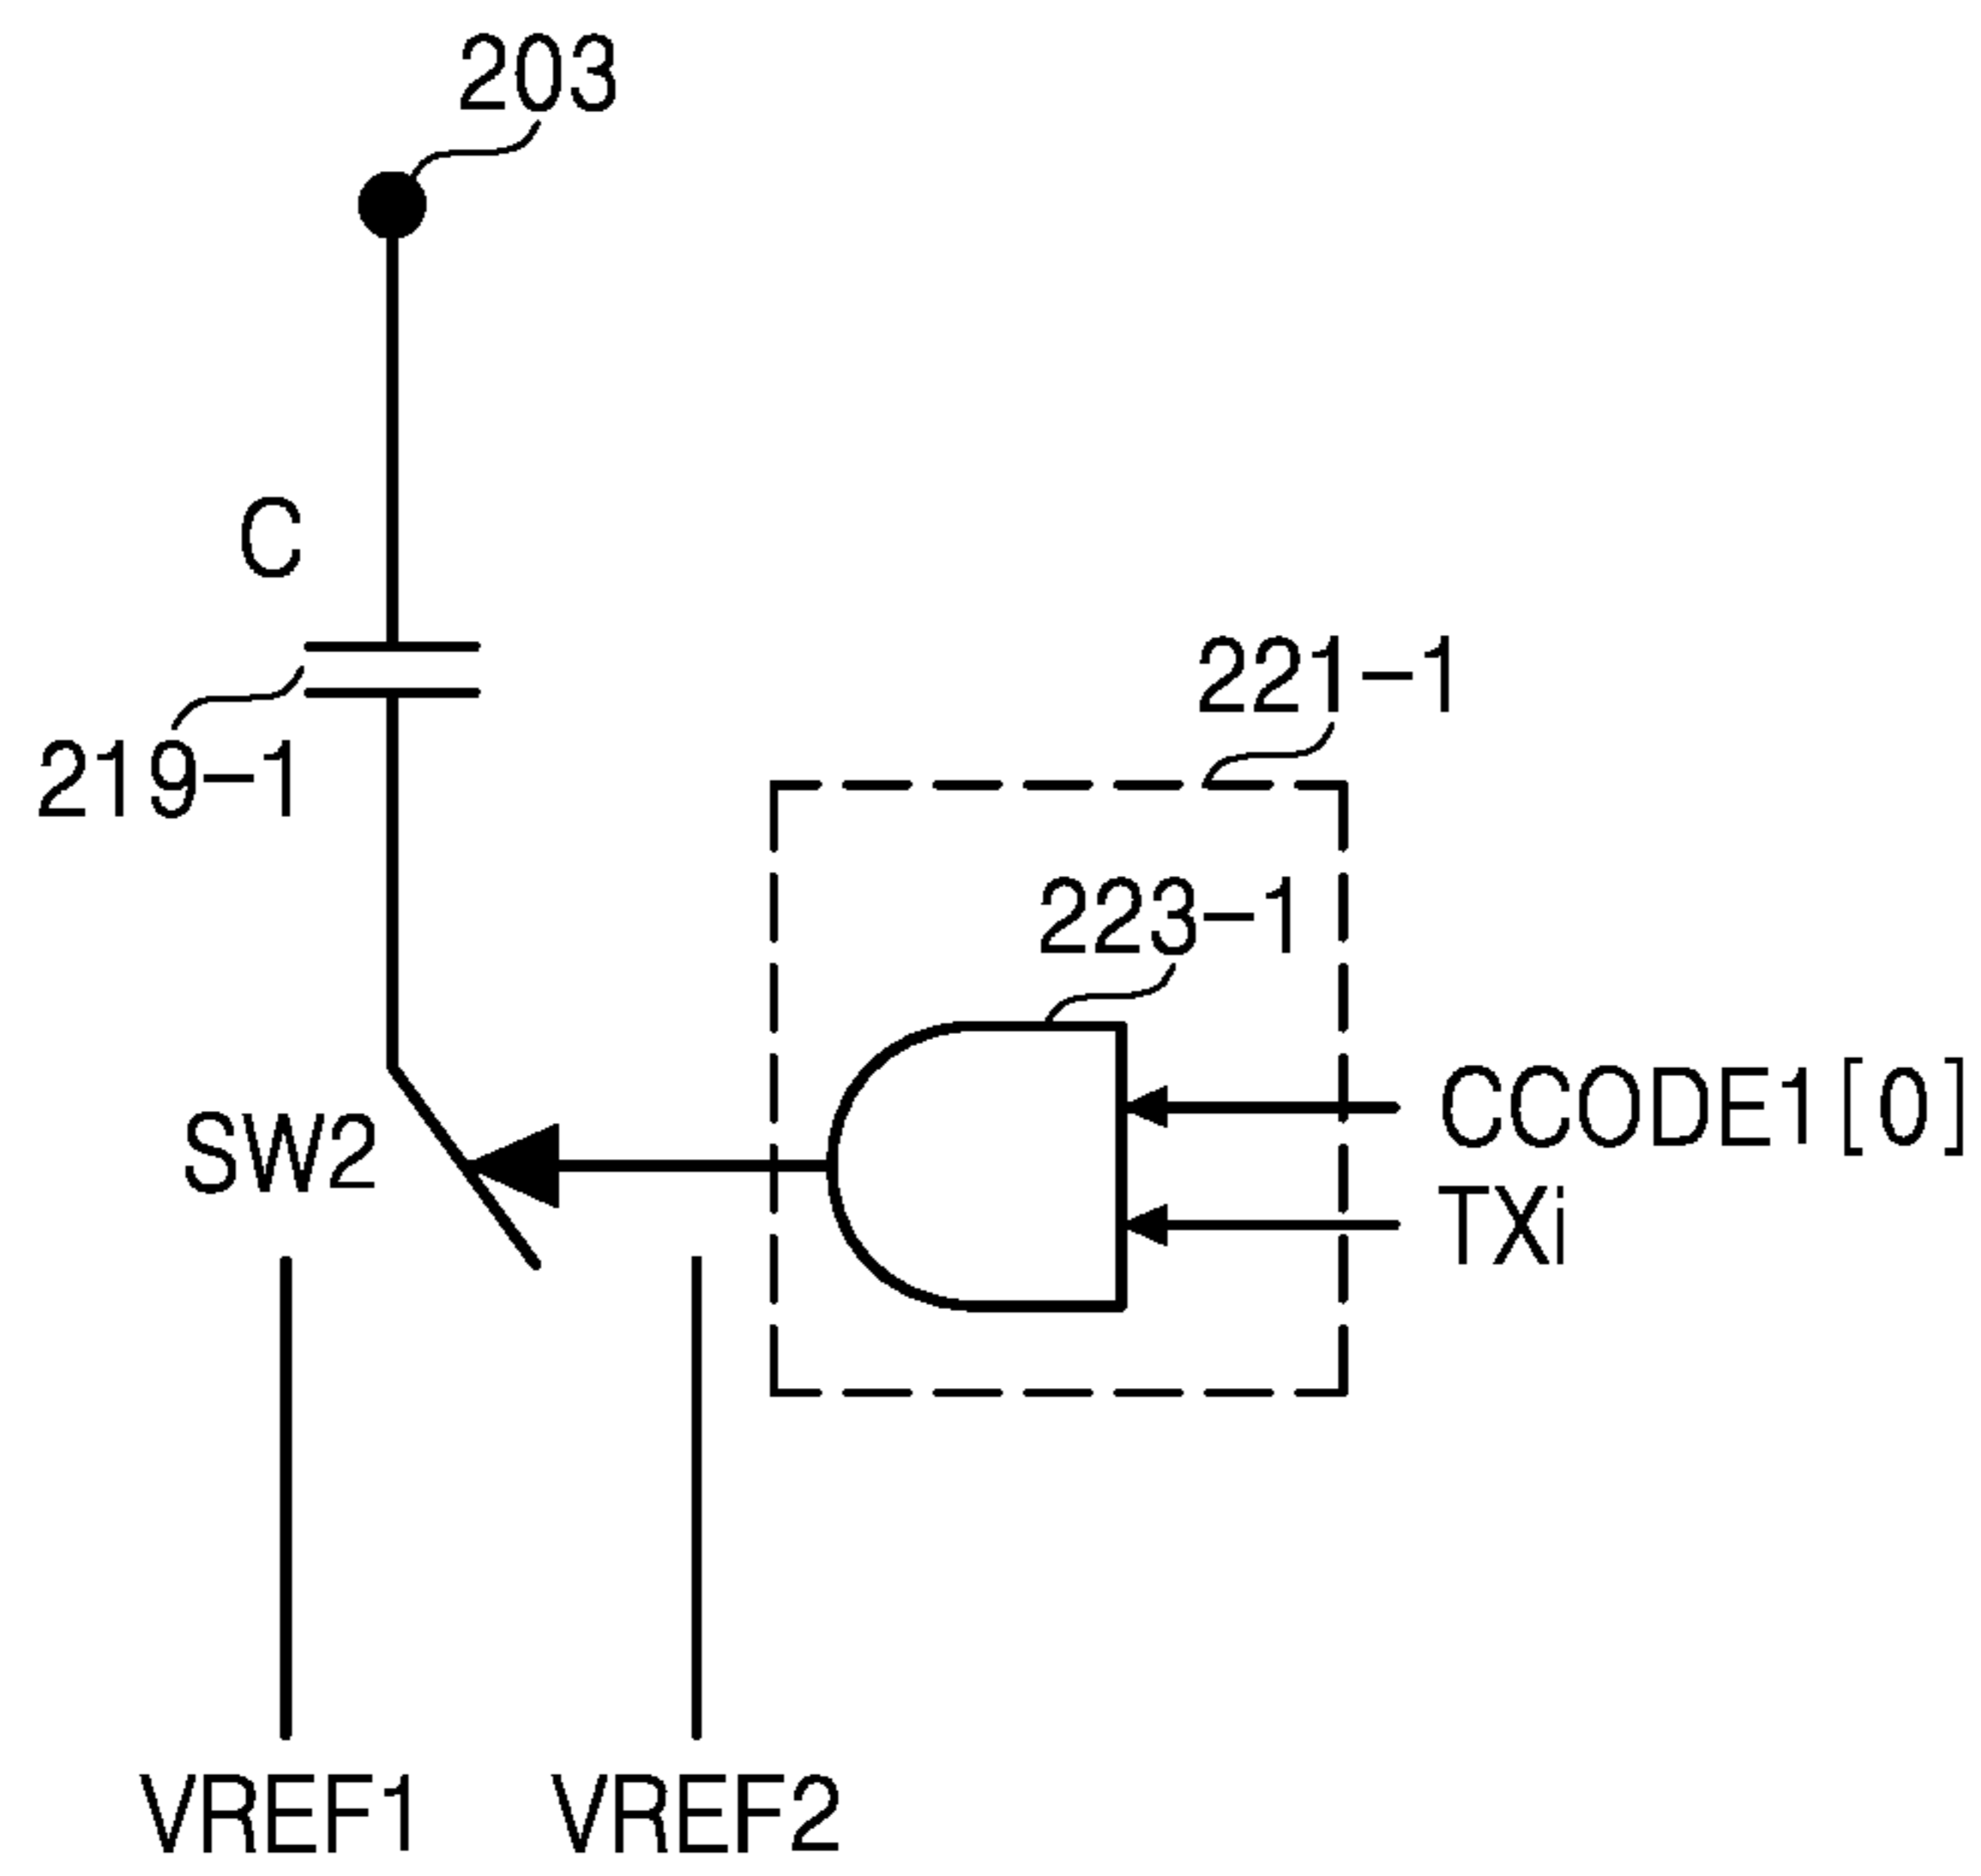 203
C
221-1
219-1
223-1
CCODE1[0]
SW2
TXi
VREF1
VREF2